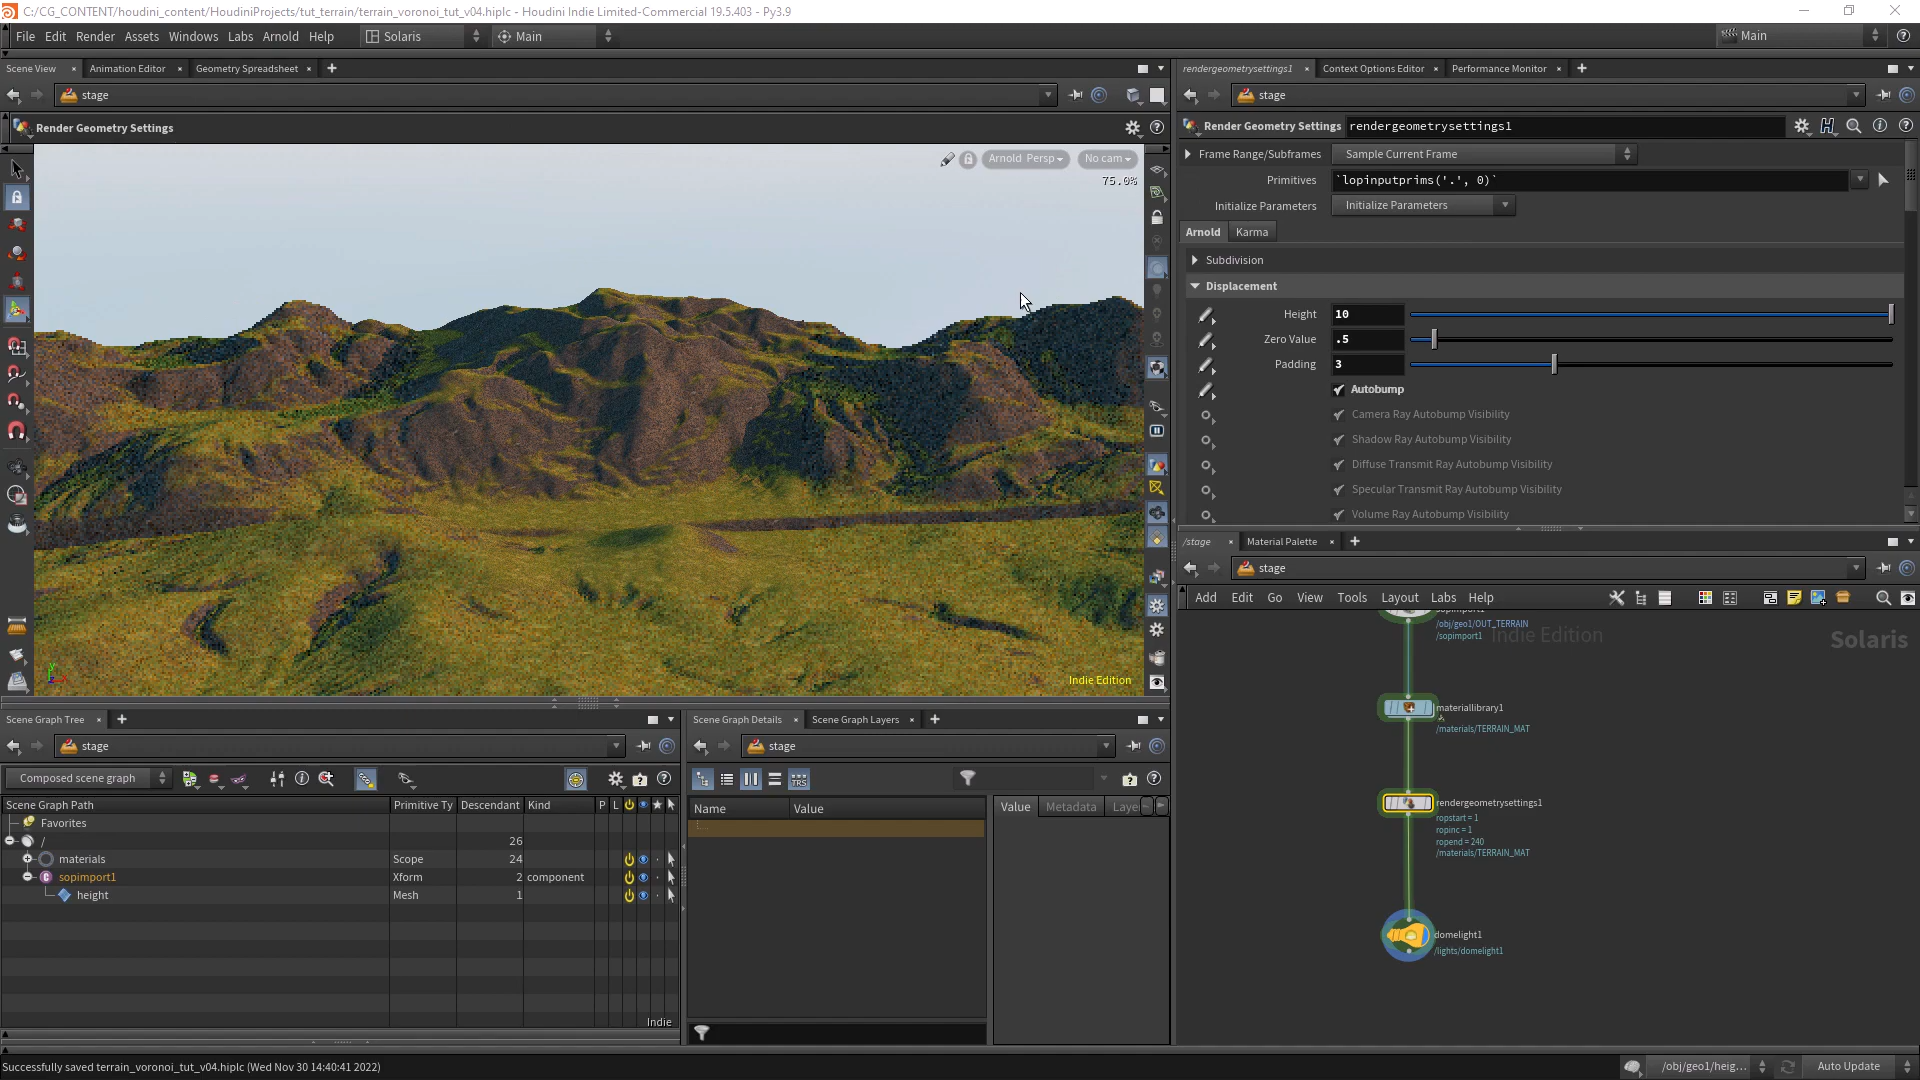 C:/CG_CONTENT/houdini_content/HoudiniProjects/tut_terrain/terrain_voronoi_tut_v04.hiplc - Houdini Indie Limited-Commercial 19.5.403 - Py3.9
File Edit Render Assets Windows Labs Arnold Help Solaris Main Main
Scene View Animation Editor Geometry Spreadsheet
stage
Render Geometry Settings
Arnold Persp No cam
75.0%
Indie Edition
rendergeometrysettings1 Context Options Editor Performance Monitor
stage
Render Geometry Settings rendergeometrysettings1
Frame Range/Subframes Sample Current Frame
Primitives `lopinputprims('.', 0)`
Initialize Parameters Initialize Parameters
Arnold Karma
Subdivision
Displacement
Height 10
Zero Value .5
Padding 3
Autobump
Camera Ray Autobump Visibility
Shadow Ray Autobump Visibility
Diffuse Transmit Ray Autobump Visibility
Specular Transmit Ray Autobump Visibility
Volume Ray Autobump Visibility
/stage Material Palette
stage
Add Edit Go View Tools Layout Labs Help
/obj/geo1/OUT_TERRAIN
/sopimport1
Indie Edition
Solaris
materiallibrary1
/materials/TERRAIN_MAT
rendergeometrysettings1
ropstart = 1
ropinc = 1
ropend = 240
/materials/TERRAIN_MAT
domelight1
/lights/domelight1
Scene Graph Tree
stage
Composed scene graph
Scene Graph Path Primitive Ty Descendant Kind P L
Favorites
/ 26
materials Scope 24
sopimport1 Xform 2 component
height Mesh 1
Indie
Scene Graph Details Scene Graph Layers
stage
Name Value
Value Metadata Laye
Successfully saved terrain_voronoi_tut_v04.hiplc (Wed Nov 30 14:40:41 2022)
/obj/geo1/heig... Auto Update